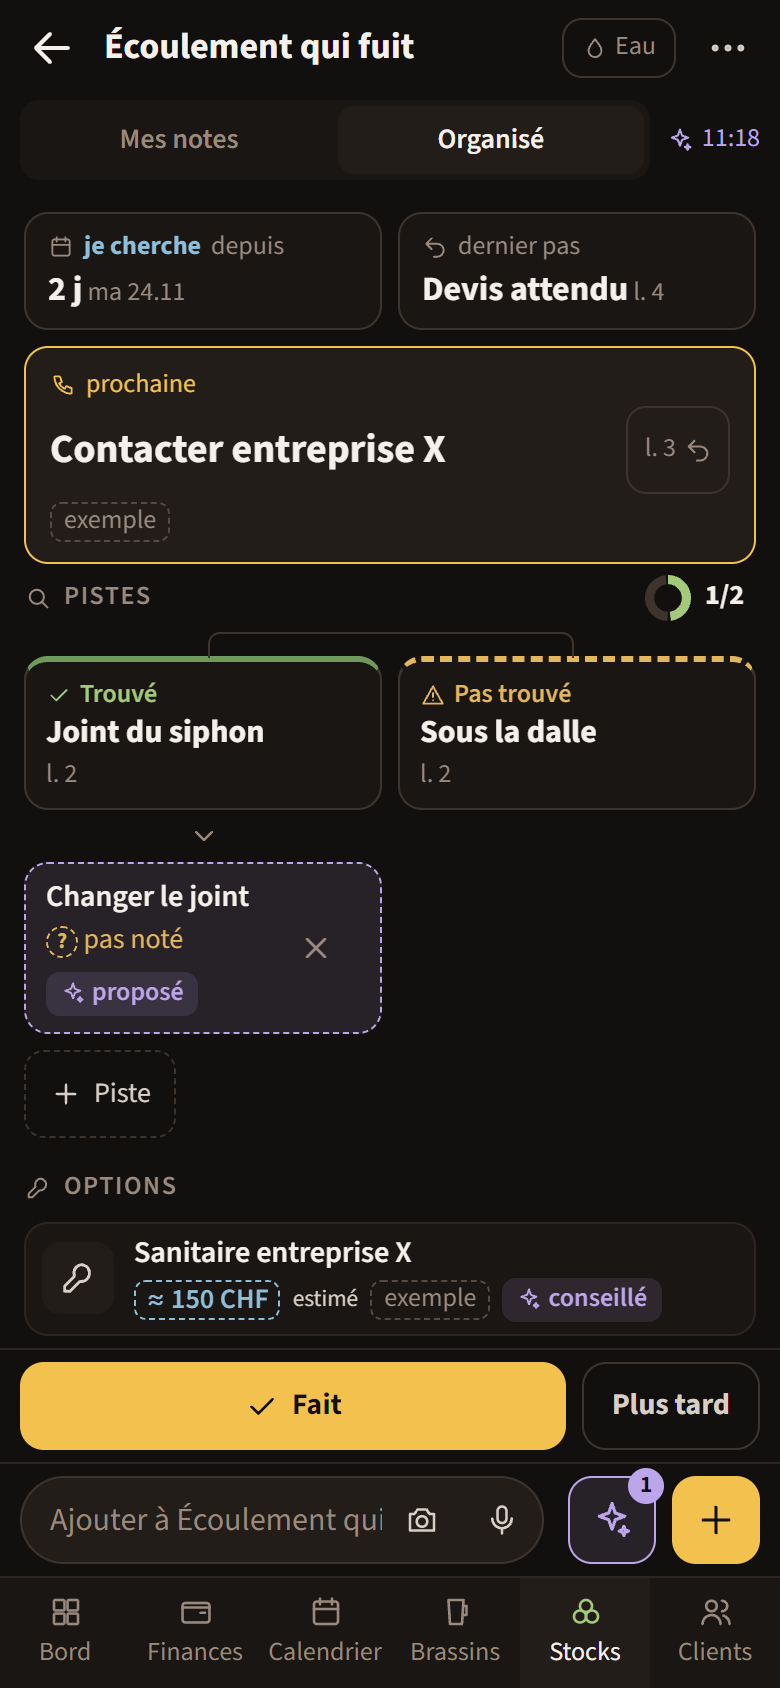 Écoulement qui fuit
Eau
Mes notes
Organisé
11:18
je cherche depuis
2 j ma 24.11
dernier pas
Devis attendu l. 4
prochaine
Contacter entreprise X
l. 3
exemple
PISTES
1/2
Trouvé
Joint du siphon
l. 2
Pas trouvé
Sous la dalle
l. 2
Changer le joint
? pas noté
proposé
+ Piste
OPTIONS
Sanitaire entreprise X
≈ 150 CHF estimé exemple conseillé
Fait
Plus tard
Ajouter à Écoulement qui
1
Bord
Finances
Calendrier
Brassins
Stocks
Clients